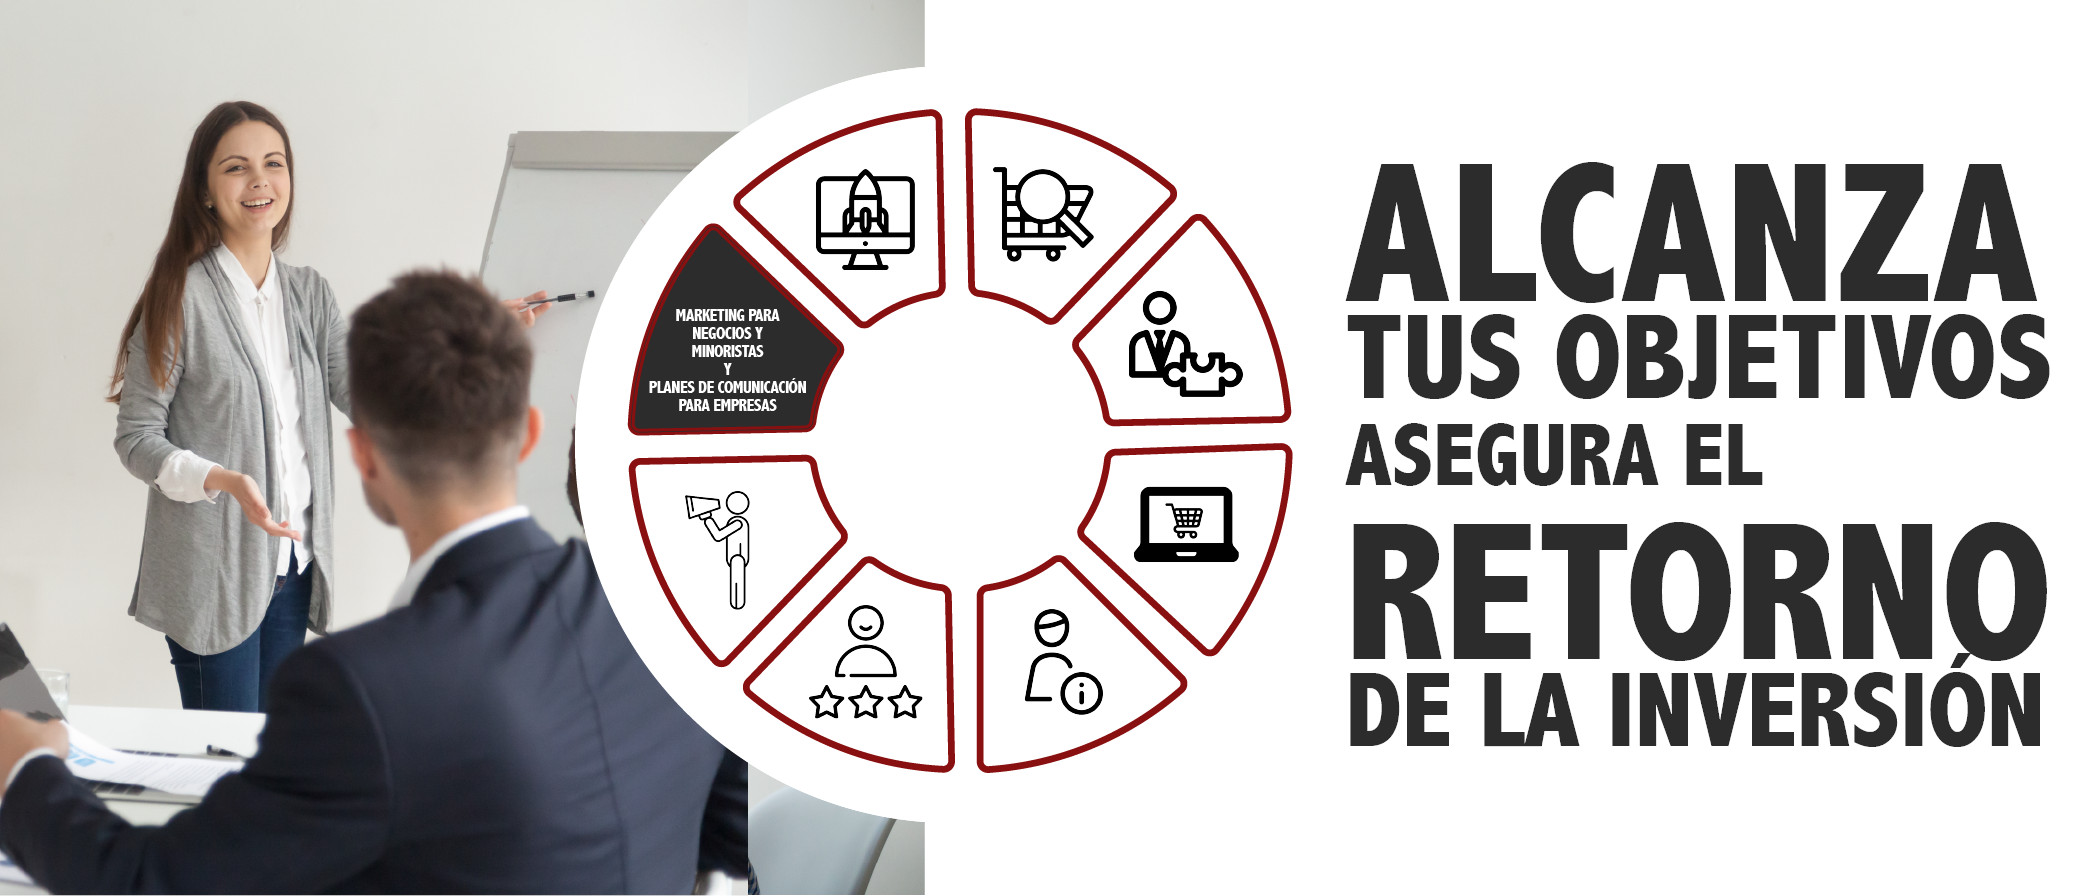 MARKETING PARA
NEGOCIOS Y
MINORISTAS
Y
PLANES DE COMUNICACIÓN
PARA EMPRESAS
ALCANZA
TUS OBJETIVOS
ASEGURA EL
RETORNO
DE LA INVERSIÓN